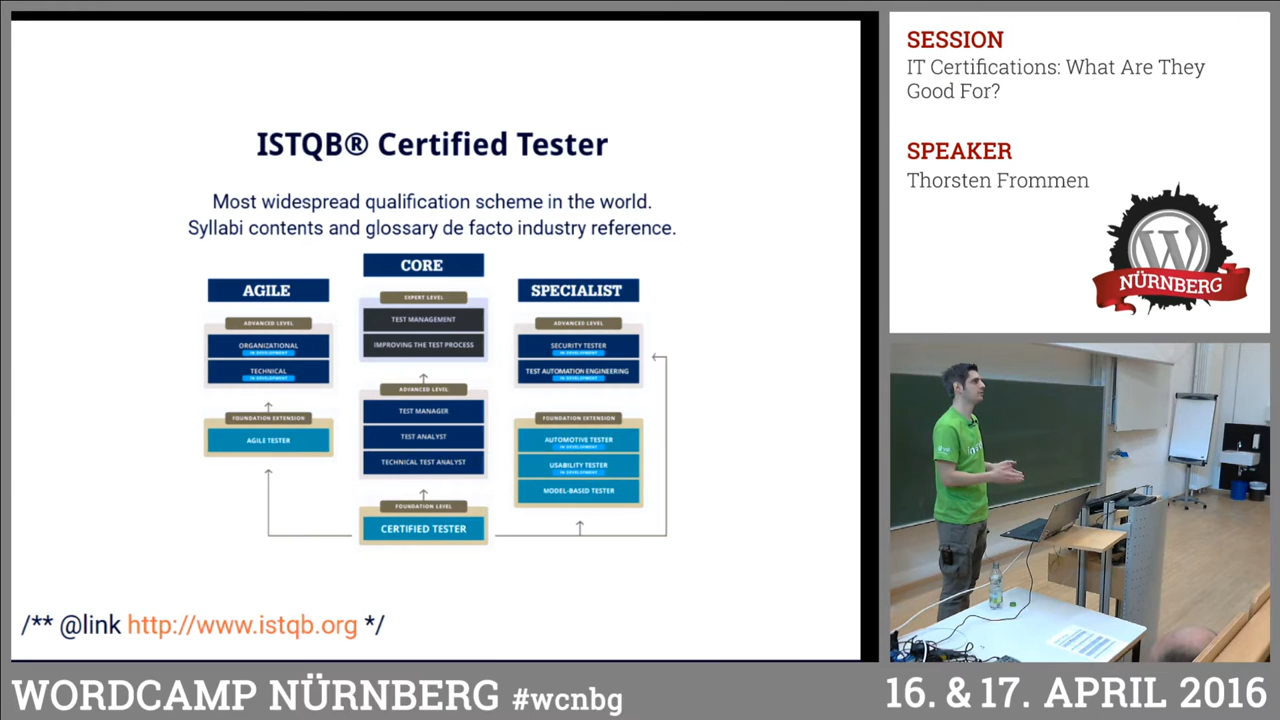 ISTQB® Certified Tester
Most widespread qualification scheme in the world.
Syllabi contents and glossary de facto industry reference.
CORE
AGILE
SPECIALIST
EXPERT LEVEL
TEST MANAGEMENT
IMPROVING THE TEST PROCESS
ADVANCED LEVEL
ORGANIZATIONAL
IN DEVELOPMENT
TECHNICAL
IN DEVELOPMENT
ADVANCED LEVEL
SECURITY TESTER
IN DEVELOPMENT
TEST AUTOMATION ENGINEERING
IN DEVELOPMENT
ADVANCED LEVEL
TEST MANAGER
TEST ANALYST
TECHNICAL TEST ANALYST
FOUNDATION EXTENSION
AGILE TESTER
FOUNDATION EXTENSION
AUTOMOTIVE TESTER
IN DEVELOPMENT
USABILITY TESTER
IN DEVELOPMENT
MODEL-BASED TESTER
FOUNDATION LEVEL
CERTIFIED TESTER
/** @link http://www.istqb.org */
SESSION
IT Certifications: What Are They
Good For?
SPEAKER
Thorsten Frommen
NÜRNBERG
WORDCAMP NÜRNBERG #wcnbg
16. & 17. APRIL 2016